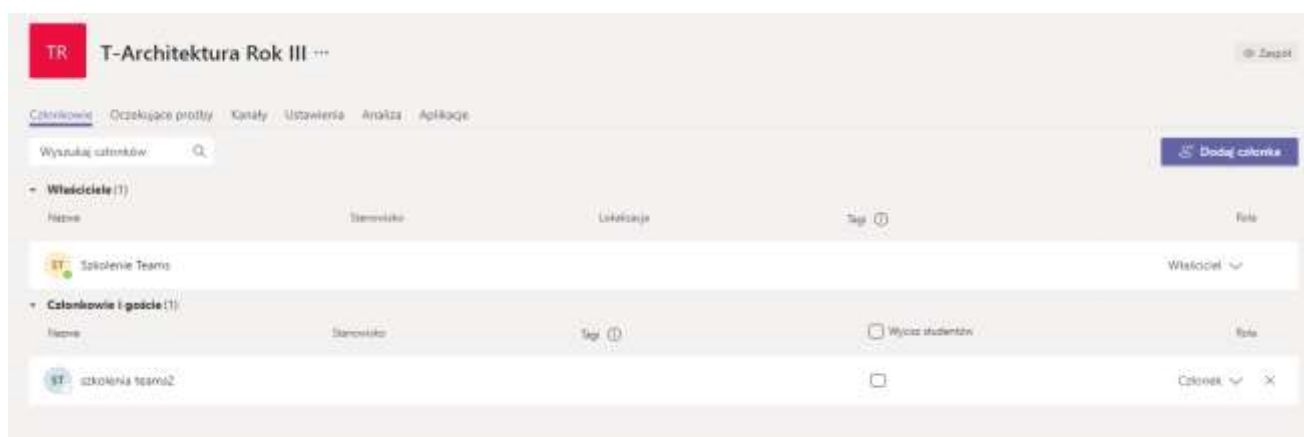 TR T-Architektura Rok III ...
Zespół
Członkowie Oczekujące prośby Kanały Ustawienia Analiza Aplikacje
Wyszukaj członków Dodaj członka
Właściciele (1)
Nazwa Stanowisko Lokalizacja Tagi Rola
ST Szkolenie Teams Właściciel
Członkowie i goście (1)
Nazwa Stanowisko Tagi Wycisz studentów Rola
ST szkolenia teams2 Członek